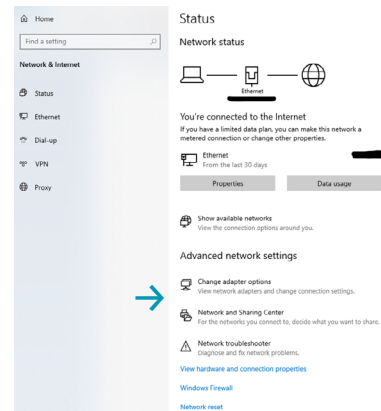 Home
Find a setting
Network & Internet
Status
Ethernet
Dial-up
VPN
Proxy
Status
Network status
Ethernet
You're connected to the Internet
If you have a limited data plan, you can make this network a
metered connection or change other properties.
Ethernet
From the last 30 days
Properties
Data usage
Show available networks
View the connection options around you.
Advanced network settings
Change adapter options
View network adapters and change connection settings.
Network and Sharing Center
For the networks you connect to, decide what you want to share.
Network troubleshooter
Diagnose and fix network problems.
View hardware and connection properties
Windows Firewall
Network reset